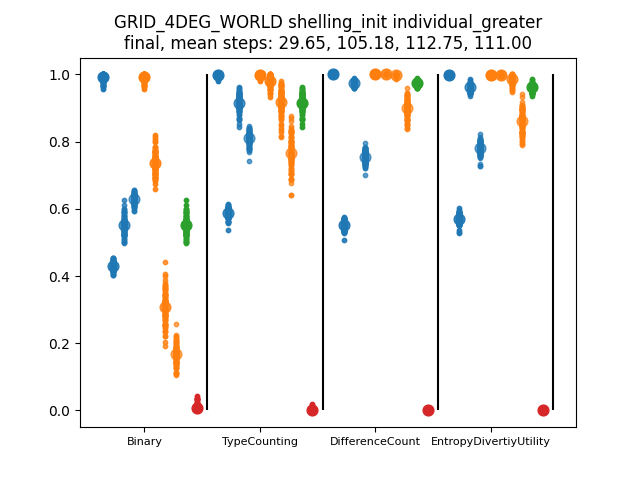 GRID_4DEG_WORLD shelling_init individual_greater
final, mean steps: 29.65, 105.18, 112.75, 111.00
1.0
0.8
0.6
0.4
0.2
0.0
Binary TypeCounting DifferenceCount EntropyDivertiyUtility